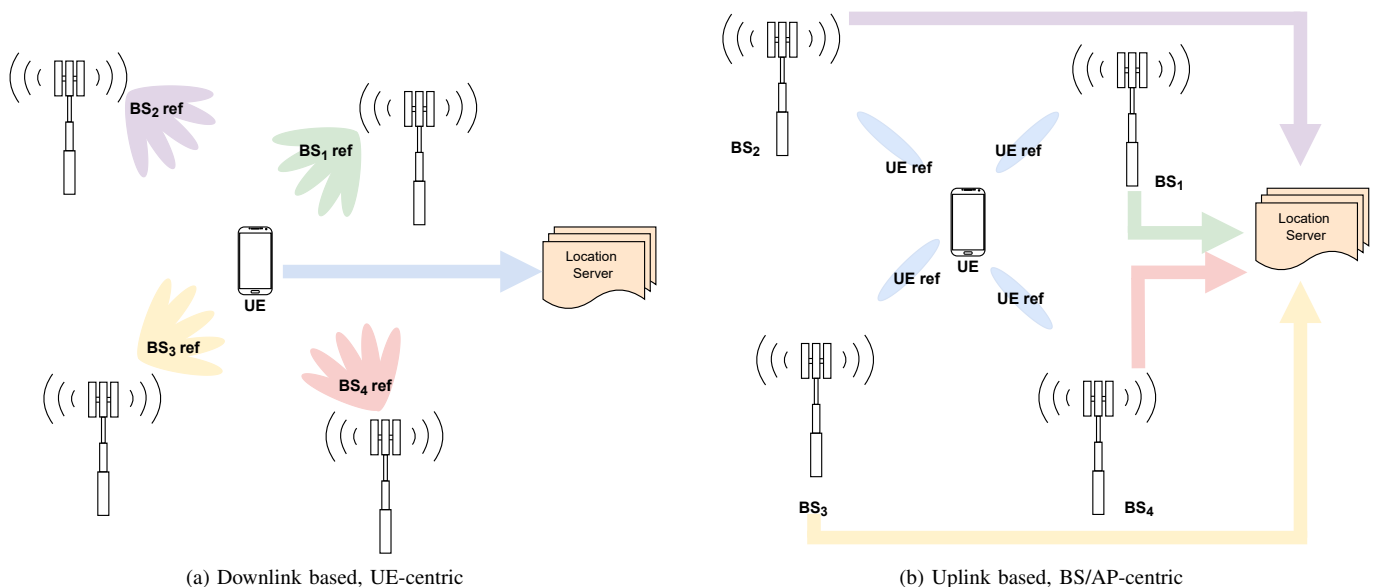 BS2 ref
BS1 ref
UE
Location
Server
BS3 ref
BS4 ref
(a) Downlink based, UE-centric
BS2
UE ref
UE ref
BS1
UE
Location
Server
UE ref
UE ref
BS3
BS4
(b) Uplink based, BS/AP-centric